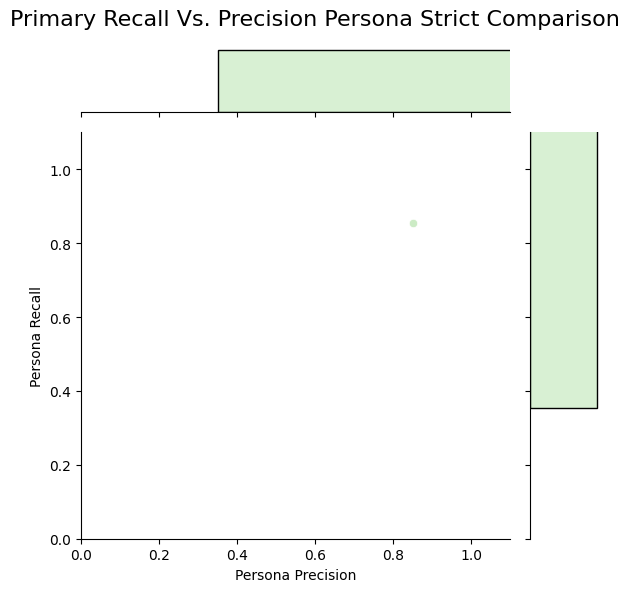 Primary Recall Vs. Precision Persona Strict Comparison
1.0
0.8
0.6
0.4
0.2
0.0
Persona Recall
0.0 0.2 0.4 0.6 0.8 1.0
Persona Precision